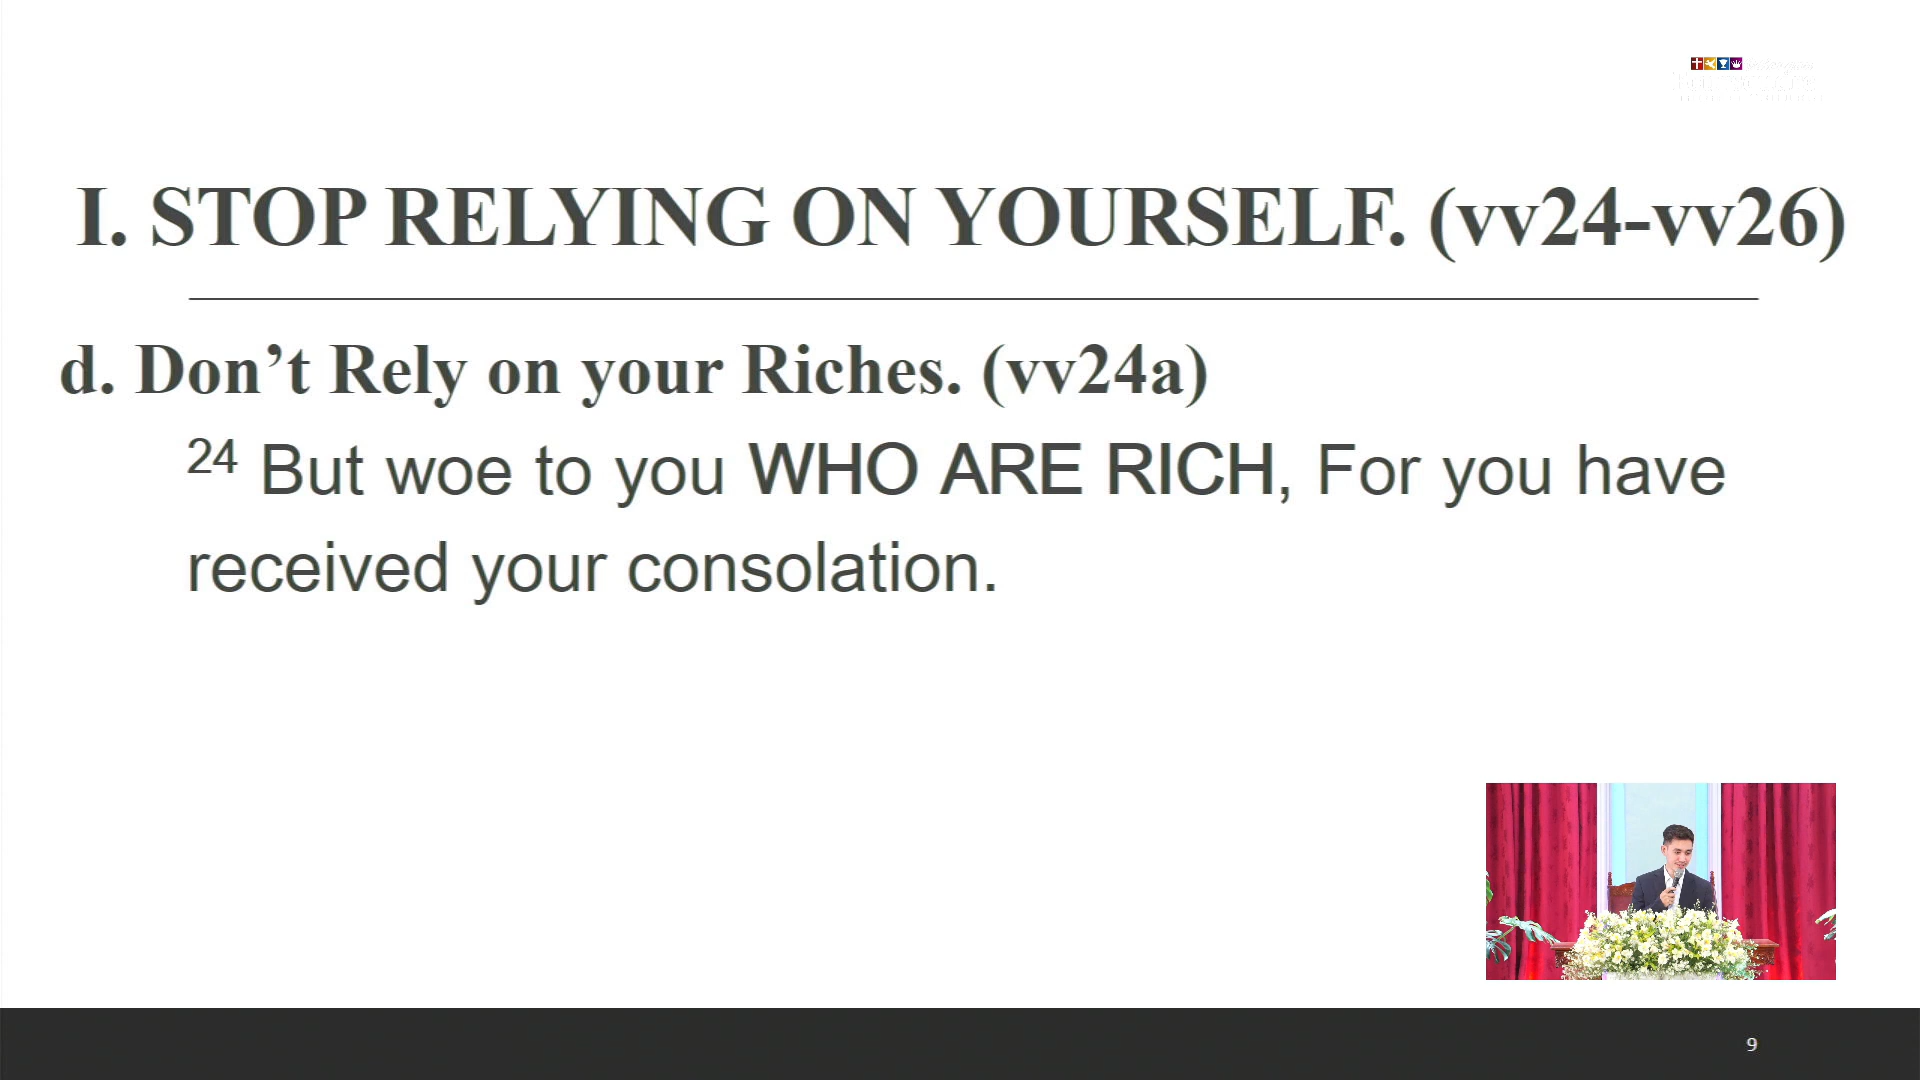 I. STOP RELYING ON YOURSELF. (vv24-vv26)
d. Don’t Rely on your Riches. (vv24a)
24 But woe to you WHO ARE RICH, For you have
received your consolation.
9